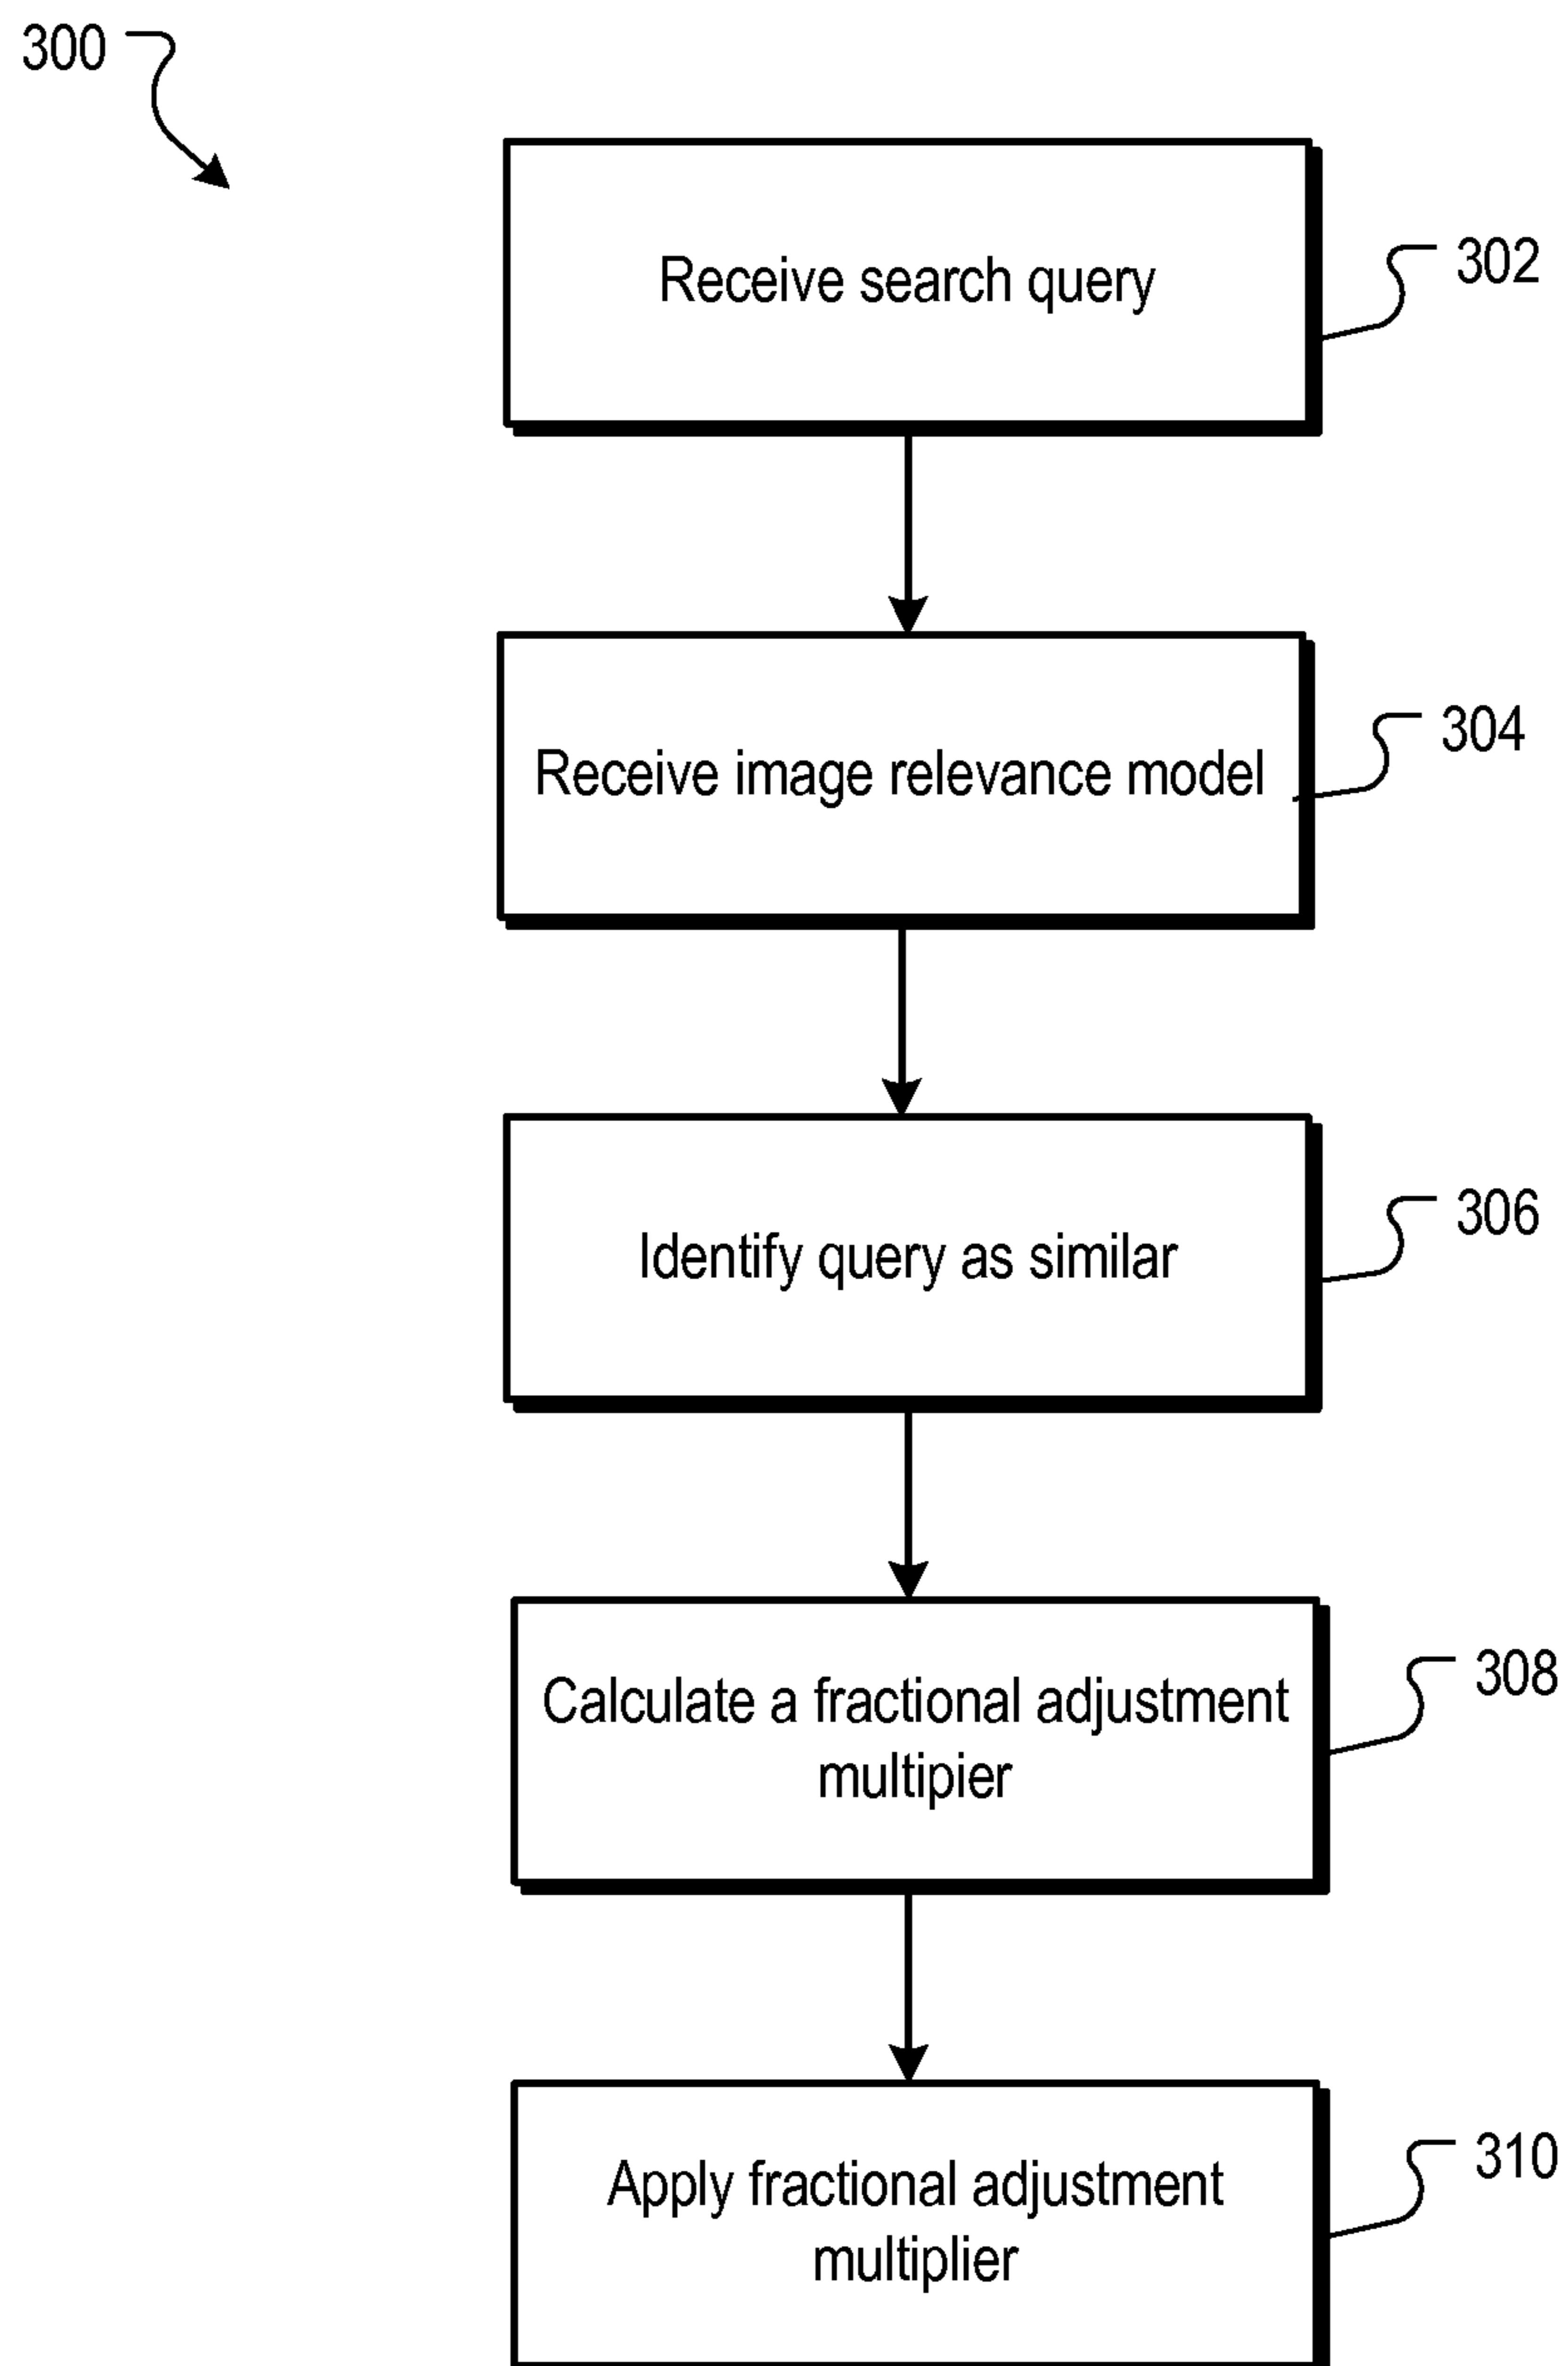 300
Receive search query
302
Receive image relevance model
304
Identify query as similar
306
Calculate a fractional adjustment
multipier
308
Apply fractional adjustment
multiplier
310